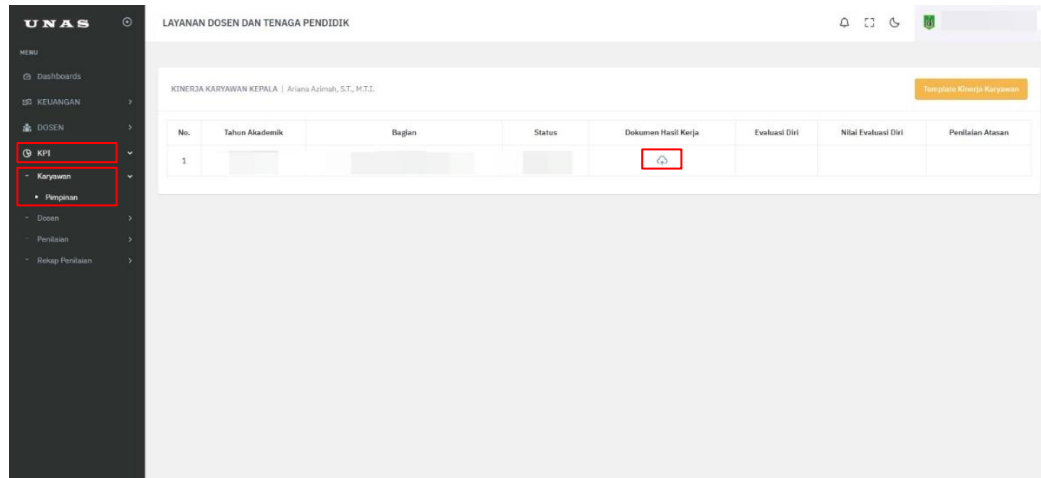 UNAS
LAYANAN DOSEN DAN TENAGA PENDIDIK
MENU
Dashboards
KEUANGAN
DOSEN
KPI
Karyawan
Pimpinan
Dosen
Penilaian
Rekap Penilaian
KINERJA KARYAWAN KEPALA | Ariana Azimah, S.T., M.T.I.
Template Kinerja Karyawan
No. Tahun Akademik Bagian Status Dokumen Hasil Kerja Evaluasi Diri Nilai Evaluasi Diri Penilaian Atasan
1